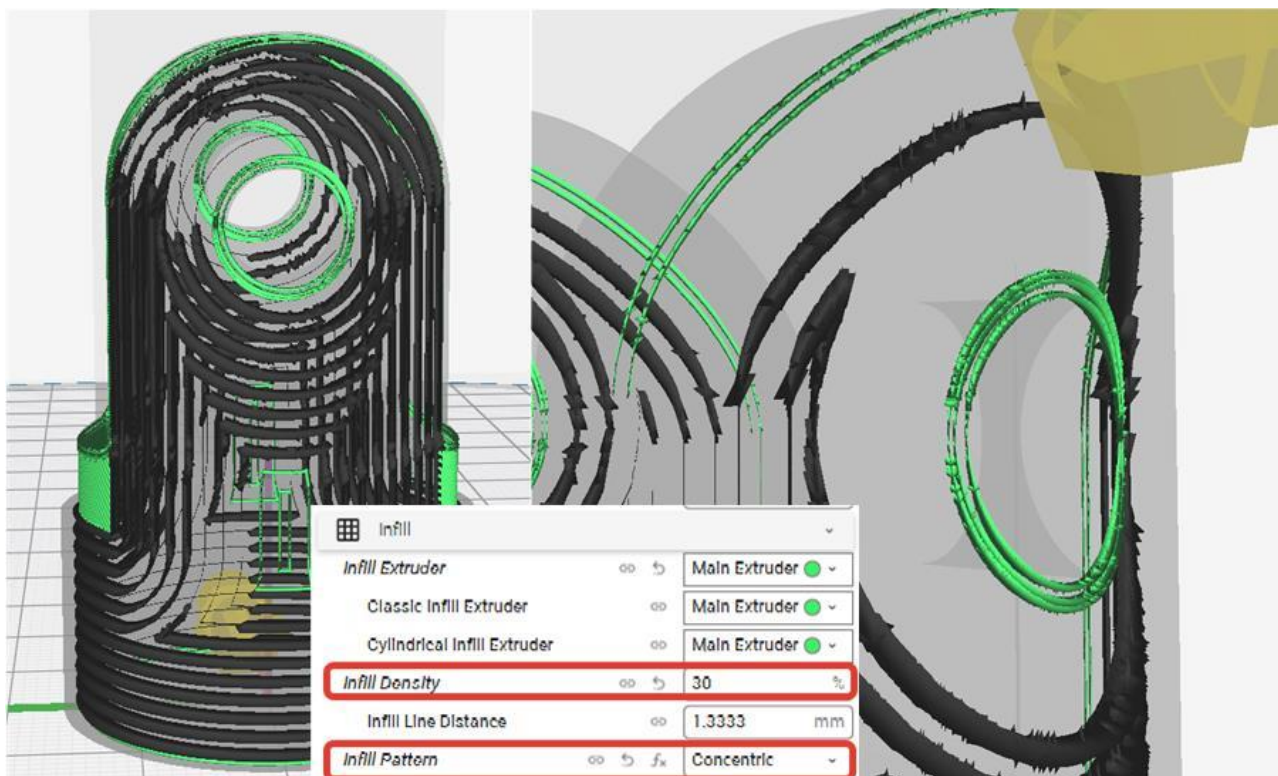 Infill
Infill Extruder Main Extruder
Classic Infill Extruder Main Extruder
Cylindrical Infill Extruder Main Extruder
Infill Density 30 %
Infill Line Distance 1.3333 mm
Infill Pattern fx Concentric